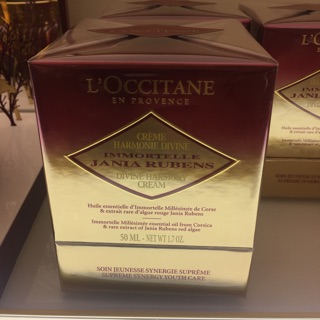 L'OCCITANE
EN PROVENCE
CRÈME
HARMONIE DIVINE
IMMORTELLE
JANIA RUBENS
DIVINE HARMONY
CREAM
Huile essentielle d'Immortelle Millésimée de Corse
& extrait rare d'algue rouge Jania Rubens
Immortelle Millésimée essential oil from Corsica
& rare extract of Jania Rubens red algae
50 ML - NET WT 1.7 OZ.
SOIN JEUNESSE SYNERGIE SUPRÊME
SUPREME SYNERGY YOUTH CARE